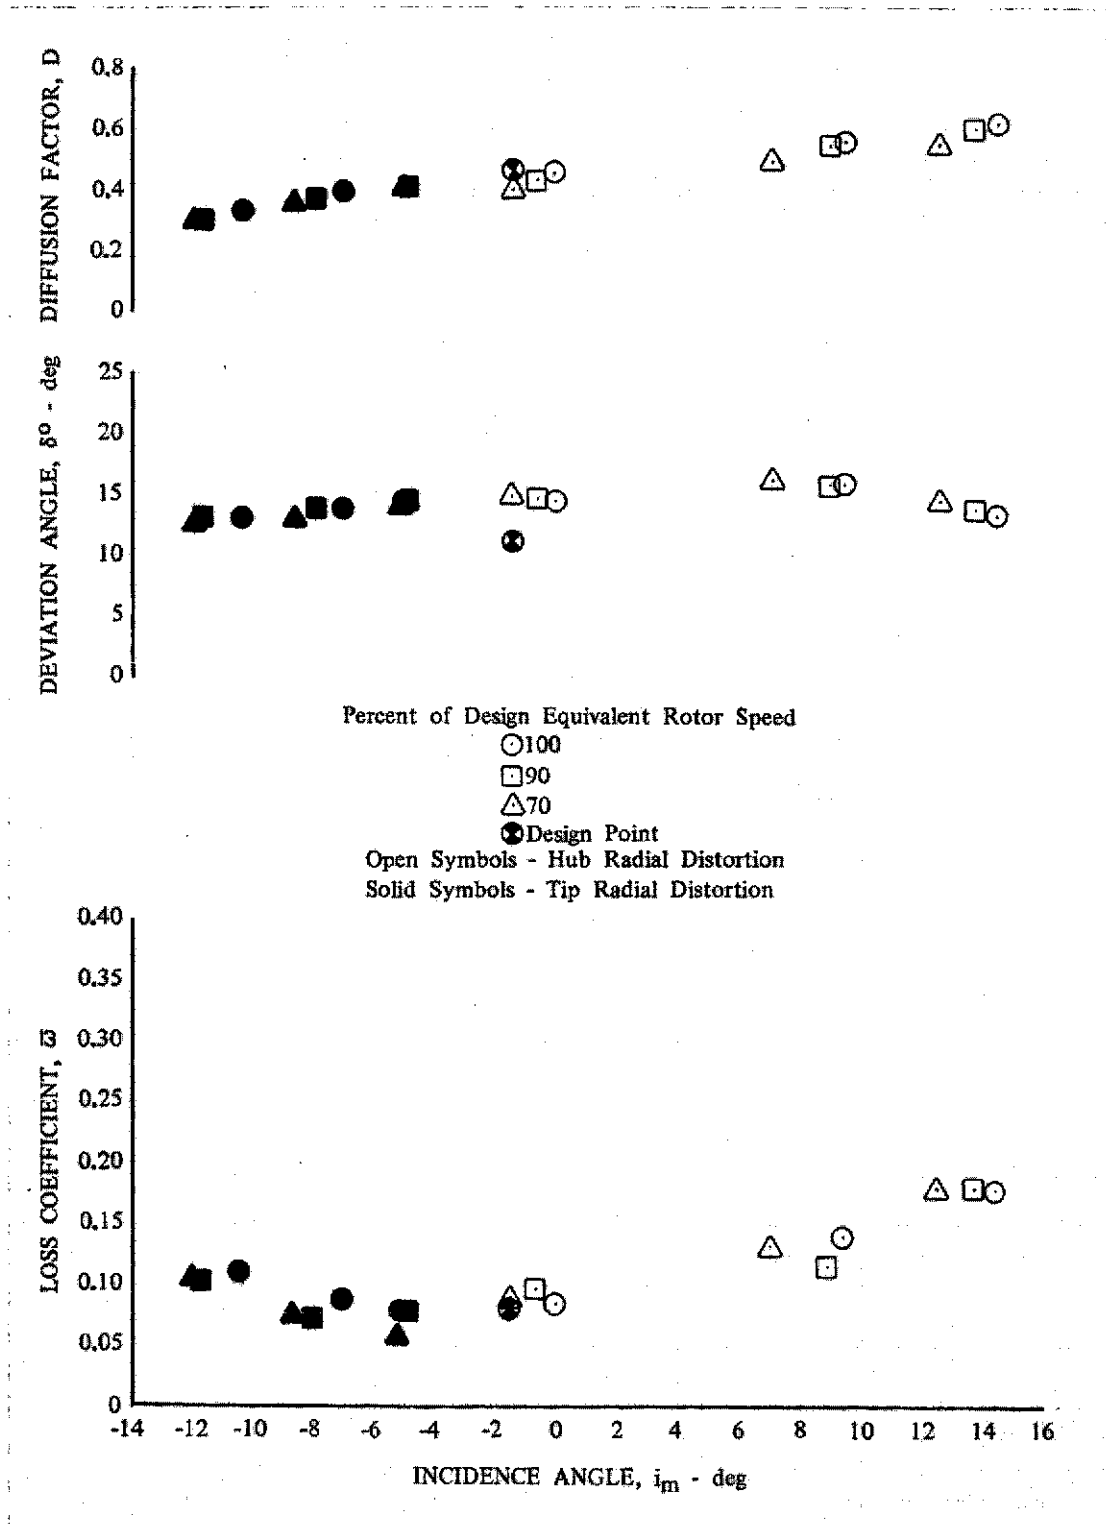 DIFFUSION FACTOR, D
0.8
0.6
0.4
0.2
0
DEVIATION ANGLE, δ° - deg
25
20
15
10
5
0
Percent of Design Equivalent Rotor Speed
100
90
70
Design Point
Open Symbols - Hub Radial Distortion
Solid Symbols - Tip Radial Distortion
LOSS COEFFICIENT, ϖ
0.40
0.35
0.30
0.25
0.20
0.15
0.10
0.05
0
-14 -12 -10 -8 -6 -4 -2 0 2 4 6 8 10 12 14 16
INCIDENCE ANGLE, im - deg